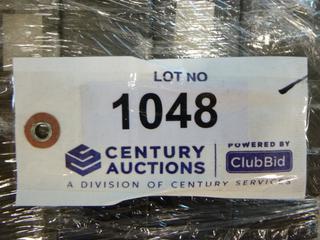 LOT NO
1048
CENTURY AUCTIONS
POWERED BY
ClubBid
A DIVISION OF CENTURY SERVICES